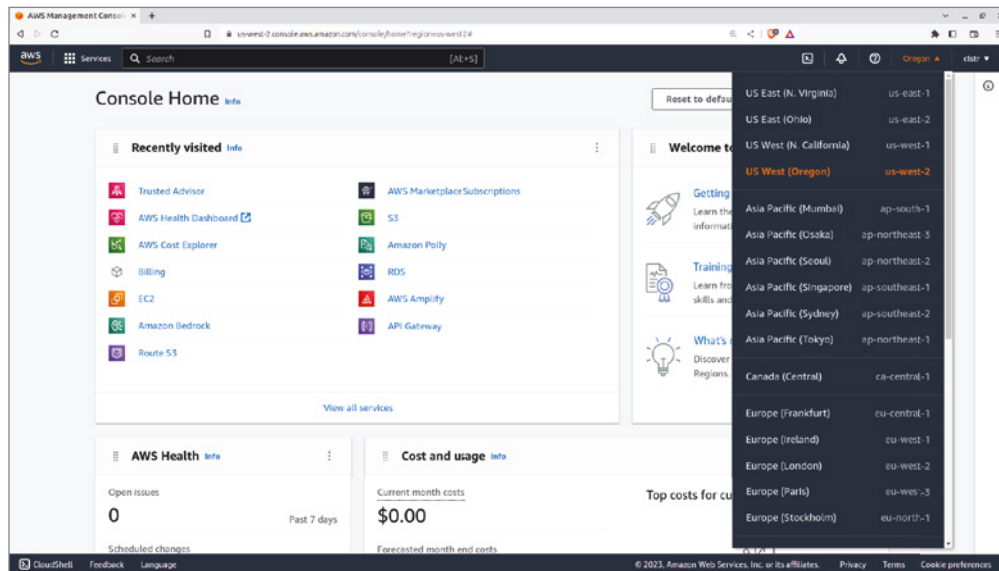 AWS Management Consol
us-west-2.console.aws.amazon.com/console/home?region=us-west-2#
aws Services Search [Alt+S] Oregon clstr
Console Home Info
Reset to defau
Recently visited Info
Trusted Advisor
AWS Health Dashboard
AWS Cost Explorer
Billing
EC2
Amazon Bedrock
Route 53
AWS Marketplace Subscriptions
S3
Amazon Polly
RDS
AWS Amplify
API Gateway
View all services
Welcome to
Getting
Learn the
informati
Training
Learn fro
skills and
What's
Discover
Regions.
AWS Health Info
Open issues
0
Past 7 days
Scheduled changes
Cost and usage Info
Current month costs
$0.00
Forecasted month end costs
Top costs for cu
US East (N. Virginia) us-east-1
US East (Ohio) us-east-2
US West (N. California) us-west-1
US West (Oregon) us-west-2
Asia Pacific (Mumbai) ap-south-1
Asia Pacific (Osaka) ap-northeast-3
Asia Pacific (Seoul) ap-northeast-2
Asia Pacific (Singapore) ap-southeast-1
Asia Pacific (Sydney) ap-southeast-2
Asia Pacific (Tokyo) ap-northeast-1
Canada (Central) ca-central-1
Europe (Frankfurt) eu-central-1
Europe (Ireland) eu-west-1
Europe (London) eu-west-2
Europe (Paris) eu-west-3
Europe (Stockholm) eu-north-1
CloudShell Feedback Language © 2023, Amazon Web Services, Inc. or its affiliates. Privacy Terms Cookie preferences